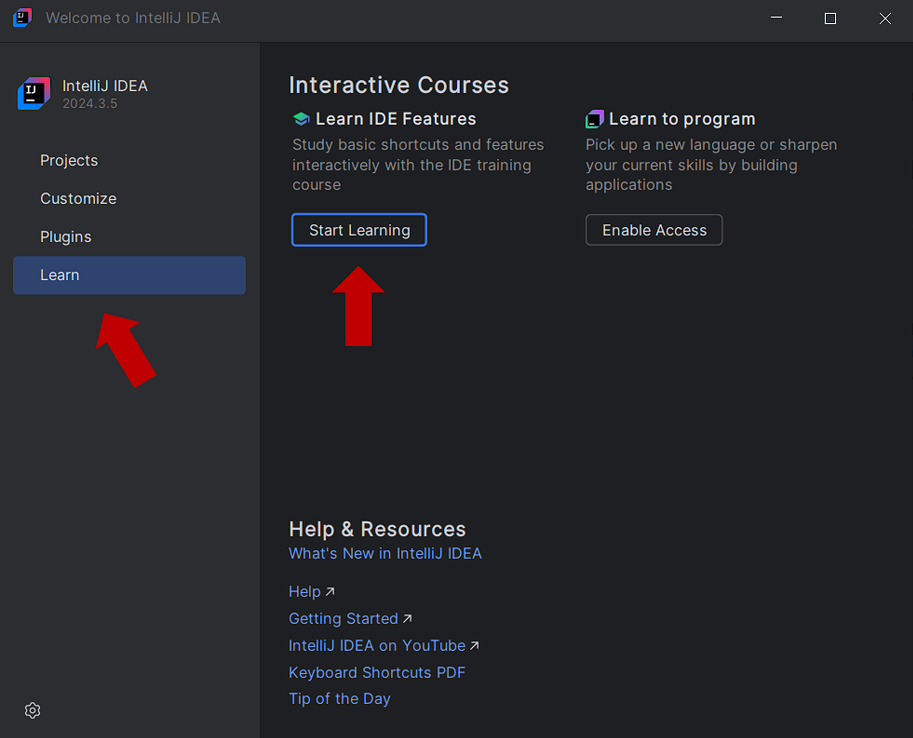 Welcome to IntelliJ IDEA
IntelliJ IDEA
2024.3.5
Projects
Customize
Plugins
Learn
Interactive Courses
Learn IDE Features
Study basic shortcuts and features
interactively with the IDE training
course
Start Learning
Learn to program
Pick up a new language or sharpen
your current skills by building
applications
Enable Access
Help & Resources
What's New in IntelliJ IDEA
Help
Getting Started
IntelliJ IDEA on YouTube
Keyboard Shortcuts PDF
Tip of the Day